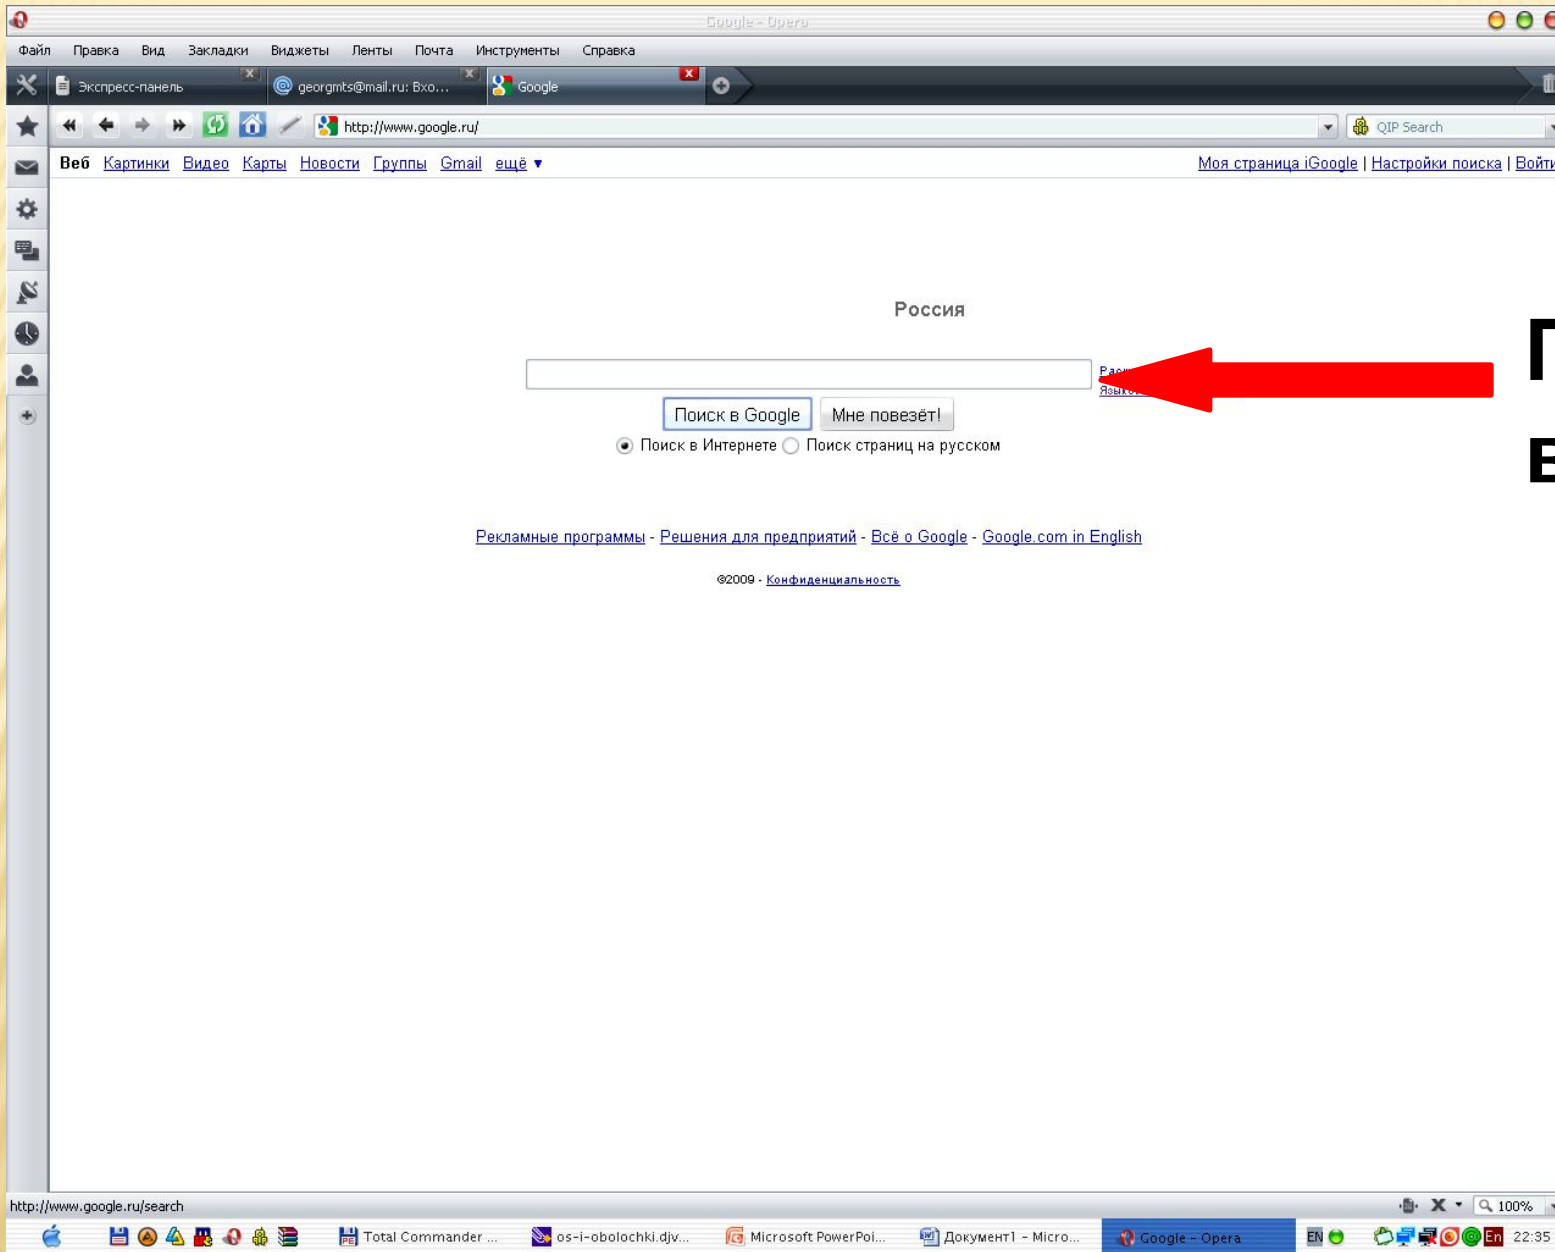 Google - Opera
Файл Правка Вид Закладки Виджеты Ленты Почта Инструменты Справка
Экспресс-панель georgmts@mail.ru: Вхо... Google
http://www.google.ru/ QIP Search
Веб Картинки Видео Карты Новости Группы Gmail ещё ▼ Моя страница iGoogle | Настройки поиска | Войти
Россия
Поиск в Google Мне повезёт!
Поиск в Интернете Поиск страниц на русском
Рекламные программы - Решения для предприятий - Всё о Google - Google.com in English
©2009 - Конфиденциальность
http://www.google.ru/search 100%
Total Commander ... os-i-obolochki.djv... Microsoft PowerPoi... Документ1 - Micro... Google - Opera EN En 22:35